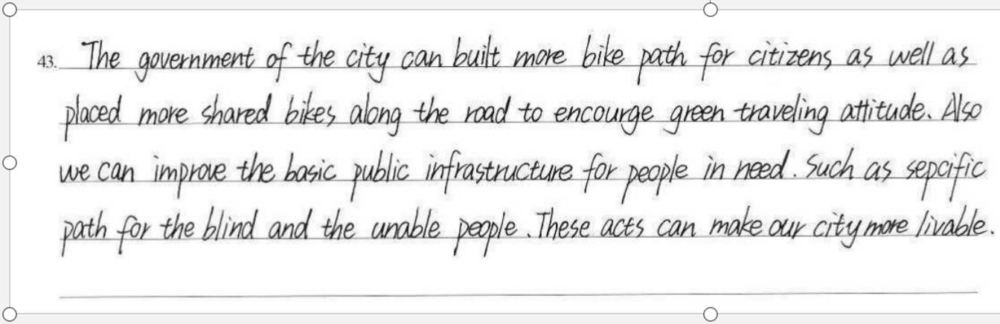 43. The government of the city can built more bike path for citizens as well as
placed more shared bikes along the road to encourge green traveling attitude. Also
we can improve the basic public infrastructure for people in need. Such as sepcific
path for the blind and the unable people. These acts can make our city more livable.